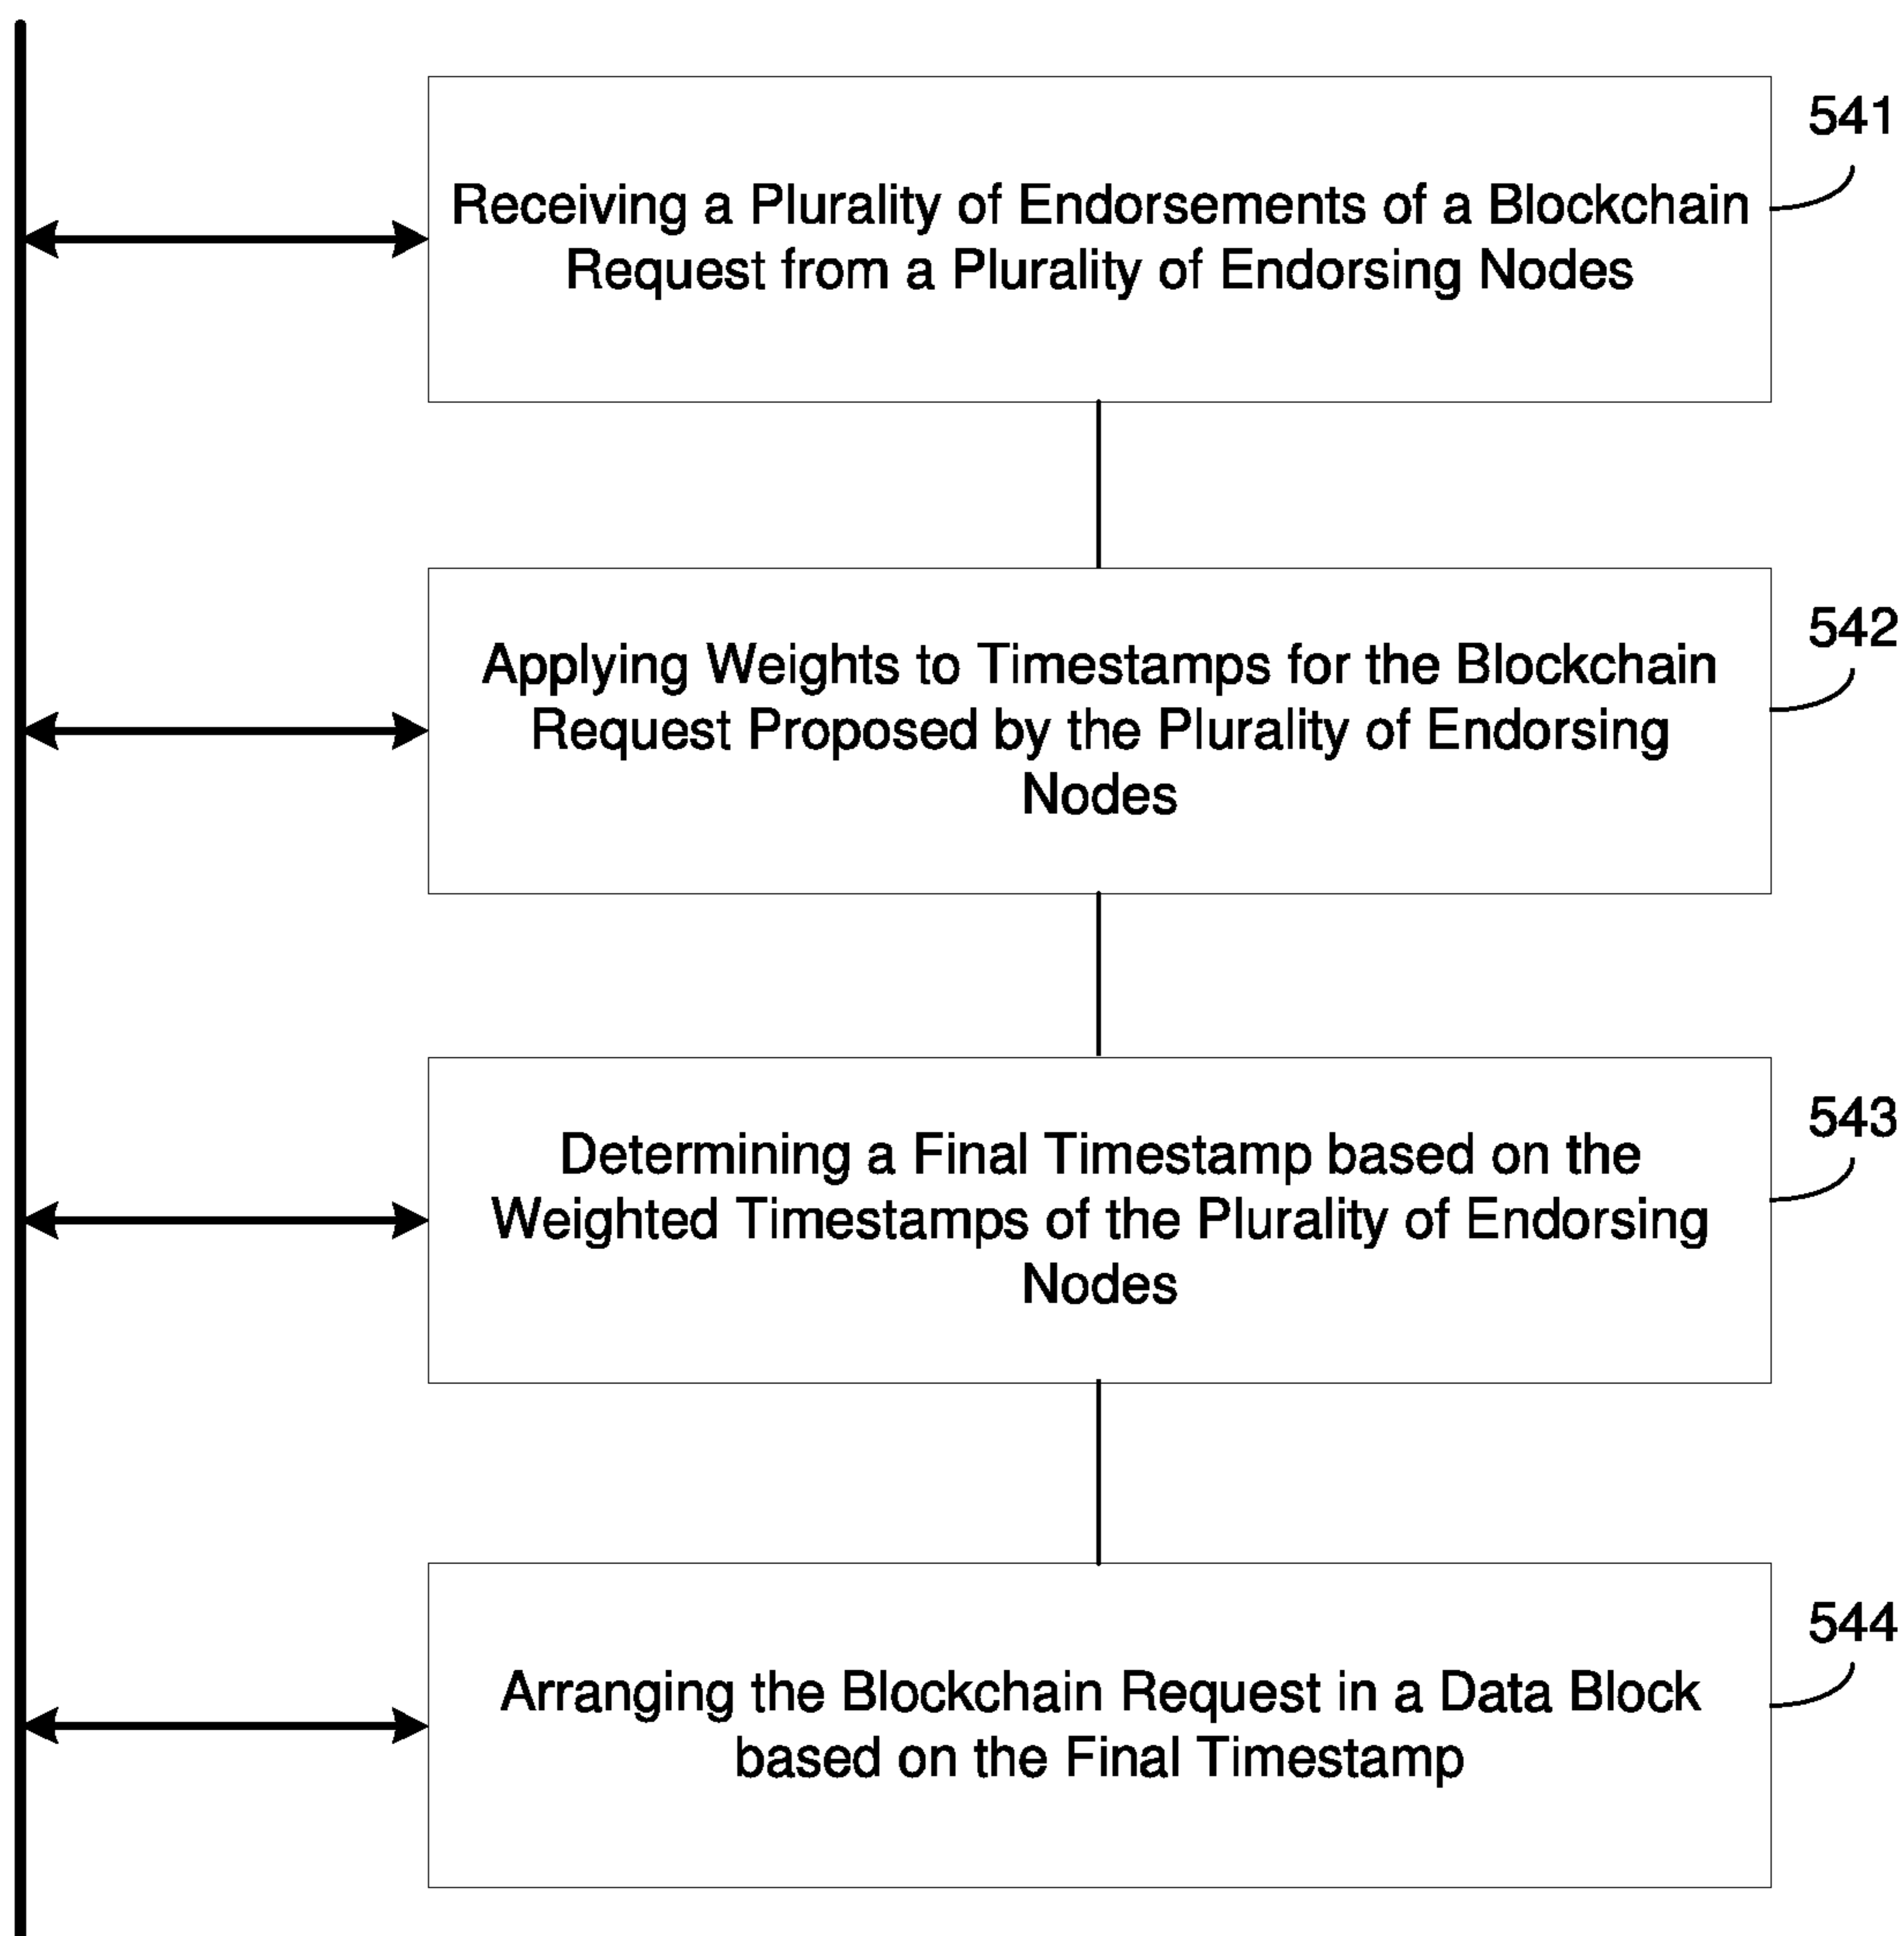 541
Receiving a Plurality of Endorsements of a Blockchain
Request from a Plurality of Endorsing Nodes
542
Applying Weights to Timestamps for the Blockchain
Request Proposed by the Plurality of Endorsing
Nodes
543
Determining a Final Timestamp based on the
Weighted Timestamps of the Plurality of Endorsing
Nodes
544
Arranging the Blockchain Request in a Data Block
based on the Final Timestamp